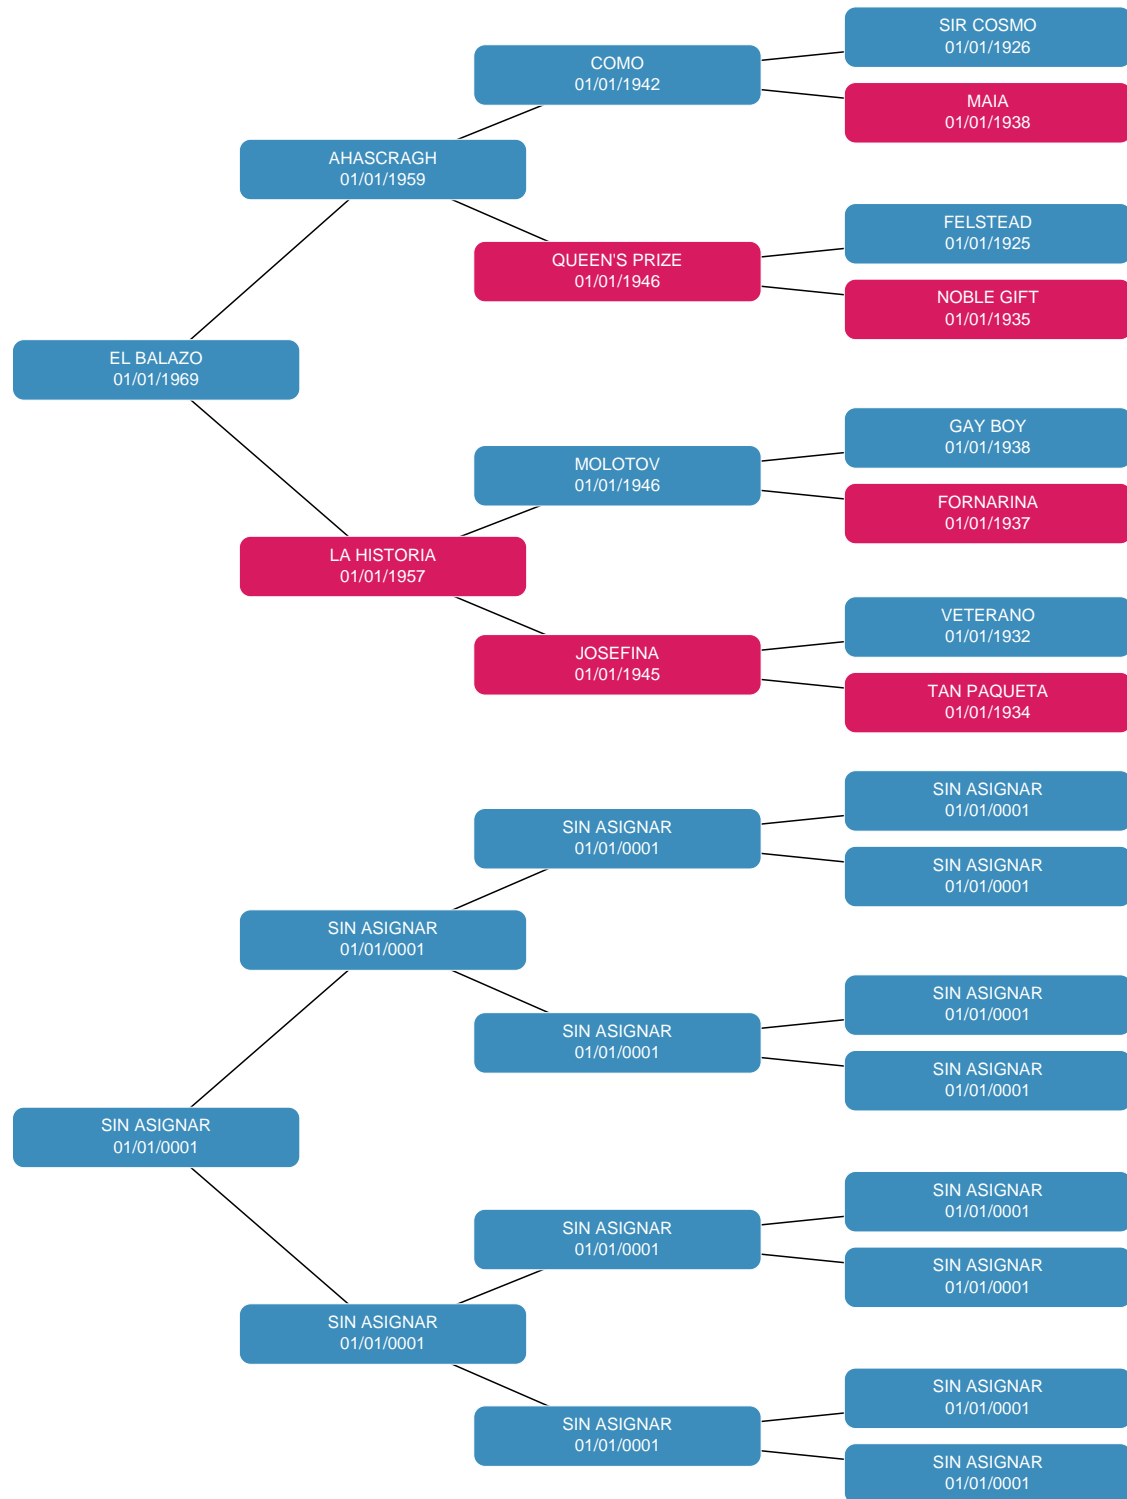 SIR COSMO
01/01/1926
COMO
01/01/1942
MAIA
01/01/1938
AHASCRAGH
01/01/1959
FELSTEAD
01/01/1925
QUEEN'S PRIZE
01/01/1946
NOBLE GIFT
01/01/1935
EL BALAZO
01/01/1969
GAY BOY
01/01/1938
MOLOTOV
01/01/1946
FORNARINA
01/01/1937
LA HISTORIA
01/01/1957
VETERANO
01/01/1932
JOSEFINA
01/01/1945
TAN PAQUETA
01/01/1934
SIN ASIGNAR
01/01/0001
SIN ASIGNAR
01/01/0001
SIN ASIGNAR
01/01/0001
SIN ASIGNAR
01/01/0001
SIN ASIGNAR
01/01/0001
SIN ASIGNAR
01/01/0001
SIN ASIGNAR
01/01/0001
SIN ASIGNAR
01/01/0001
SIN ASIGNAR
01/01/0001
SIN ASIGNAR
01/01/0001
SIN ASIGNAR
01/01/0001
SIN ASIGNAR
01/01/0001
SIN ASIGNAR
01/01/0001
SIN ASIGNAR
01/01/0001
SIN ASIGNAR
01/01/0001